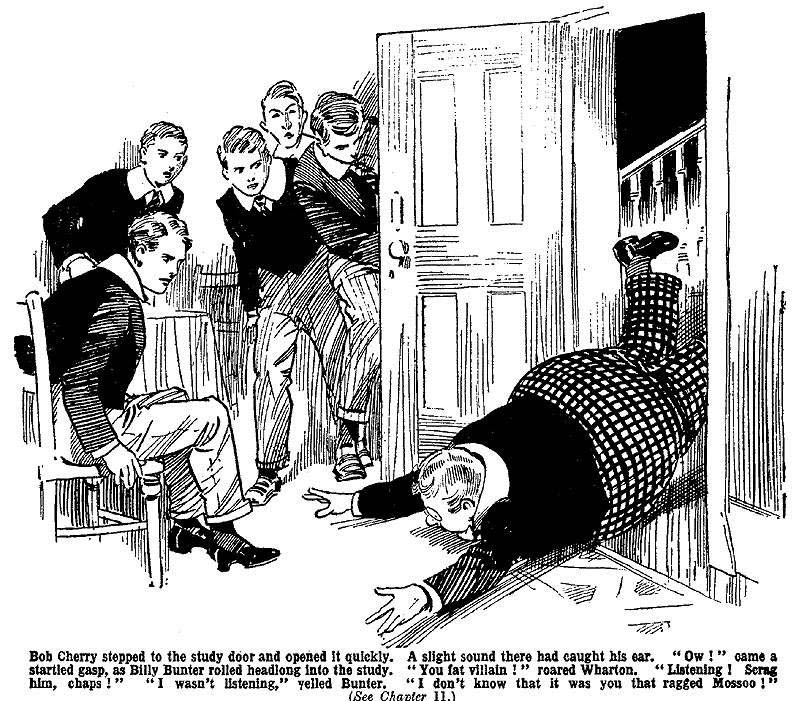 Bob Cherry stepped to the study door and opened it quickly. A slight sound there had caught his ear. "Ow!" came a
startled gasp, as Billy Bunter rolled headlong into the study. "You fat villain!" roared Wharton. "Listening! Scrag
him, chaps!" "I wasn't listening," yelled Bunter. "I don't know that it was you that ragged Mossoo!"
(See Chapter 11.)